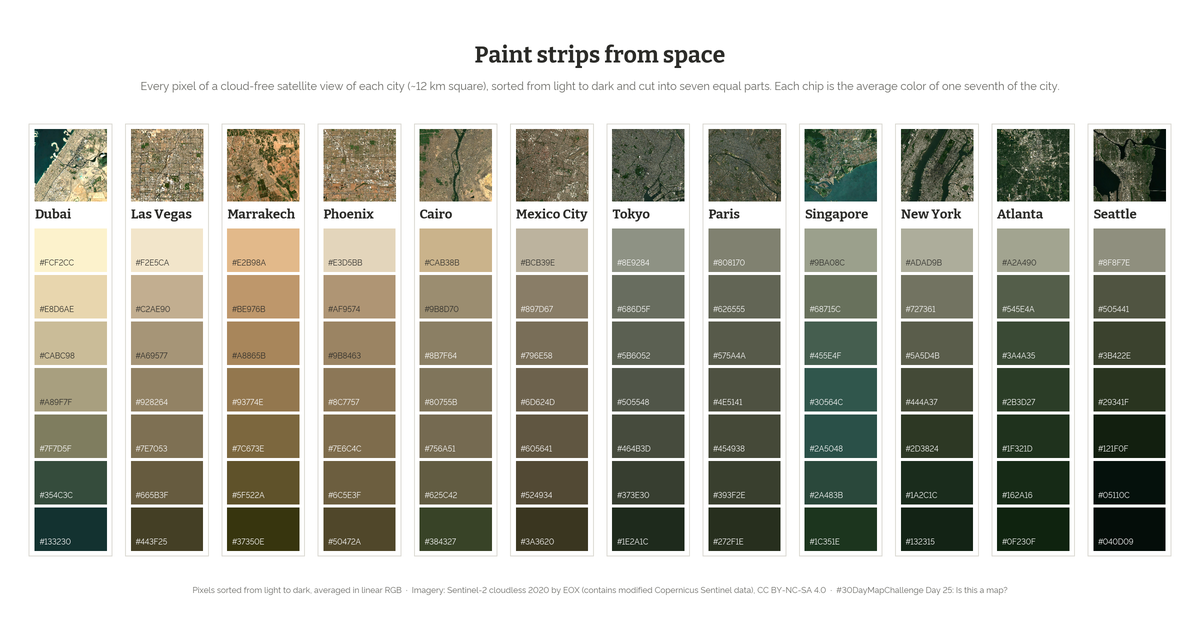 Paint strips from space
Every pixel of a cloud-free satellite view of each city (~12 km square), sorted from light to dark and cut into seven equal parts. Each chip is the average color of one seventh of the city.
Dubai
#FCF2CC
#E8D6AE
#CABC98
#A89F7F
#7F7D5F
#354C3C
#133230
Las Vegas
#F2E5CA
#C2AE90
#A69577
#928264
#7E7053
#665B3F
#443F25
Marrakech
#E2B98A
#BE976B
#A8865B
#93774E
#7C673E
#5F522A
#37350E
Phoenix
#E3D5BB
#AF9574
#9B8463
#8C7757
#7E6C4C
#6C5E3F
#50472A
Cairo
#CAB38B
#9B8D70
#8B7F64
#80755B
#756A51
#625C42
#384327
Mexico City
#BCB39E
#897D67
#796E58
#6D624D
#605641
#524934
#3A3620
Tokyo
#8E9284
#686D5F
#5B6052
#505548
#464B3D
#373E30
#1E2A1C
Paris
#808170
#626555
#575A4A
#4E5141
#454938
#393F2E
#272F1E
Singapore
#9BA08C
#68715C
#455E4F
#30564C
#2A5048
#2A483B
#1C351E
New York
#ADAD9B
#727361
#5A5D4B
#444A37
#2D3824
#1A2C1C
#132315
Atlanta
#A2A490
#545E4A
#3A4A35
#2B3D27
#1F321D
#162A16
#0F230F
Seattle
#8F8F7E
#505441
#3B422E
#29341F
#121F0F
#05110C
#040D09
Pixels sorted from light to dark, averaged in linear RGB · Imagery: Sentinel-2 cloudless 2020 by EOX (contains modified Copernicus Sentinel data), CC BY-NC-SA 4.0 · #30DayMapChallenge Day 25: Is this a map?